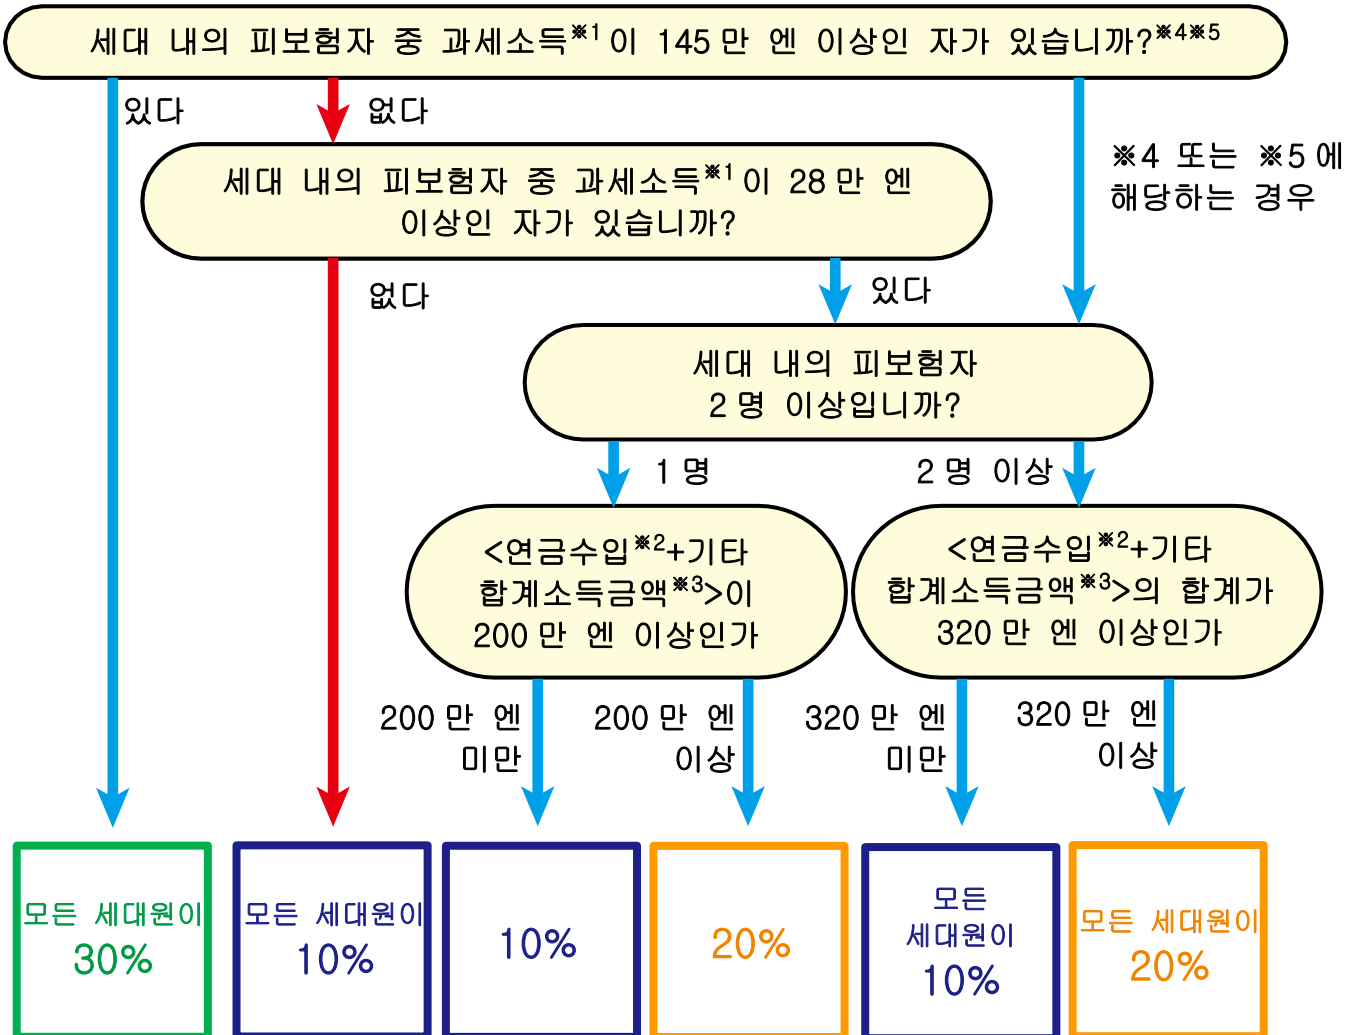 세대 내의 피보험자 중 과세소득※1이 145만 엔 이상인 자가 있습니까?※4※5
있다
없다
※4 또는 ※5에
해당하는 경우
세대 내의 피보험자 중 과세소득※1이 28만 엔
이상인 자가 있습니까?
없다
있다
세대 내의 피보험자
2명 이상입니까?
1명
2명 이상
<연금수입※2+기타
합계소득금액※3>이
200만 엔 이상인가
<연금수입※2+기타
합계소득금액※3>의 합계가
320만 엔 이상인가
200만 엔
미만
200만 엔
이상
320만 엔
미만
320만 엔
이상
모든 세대원이
30%
모든 세대원이
10%
10%
20%
모든
세대원이
10%
모든 세대원이
20%